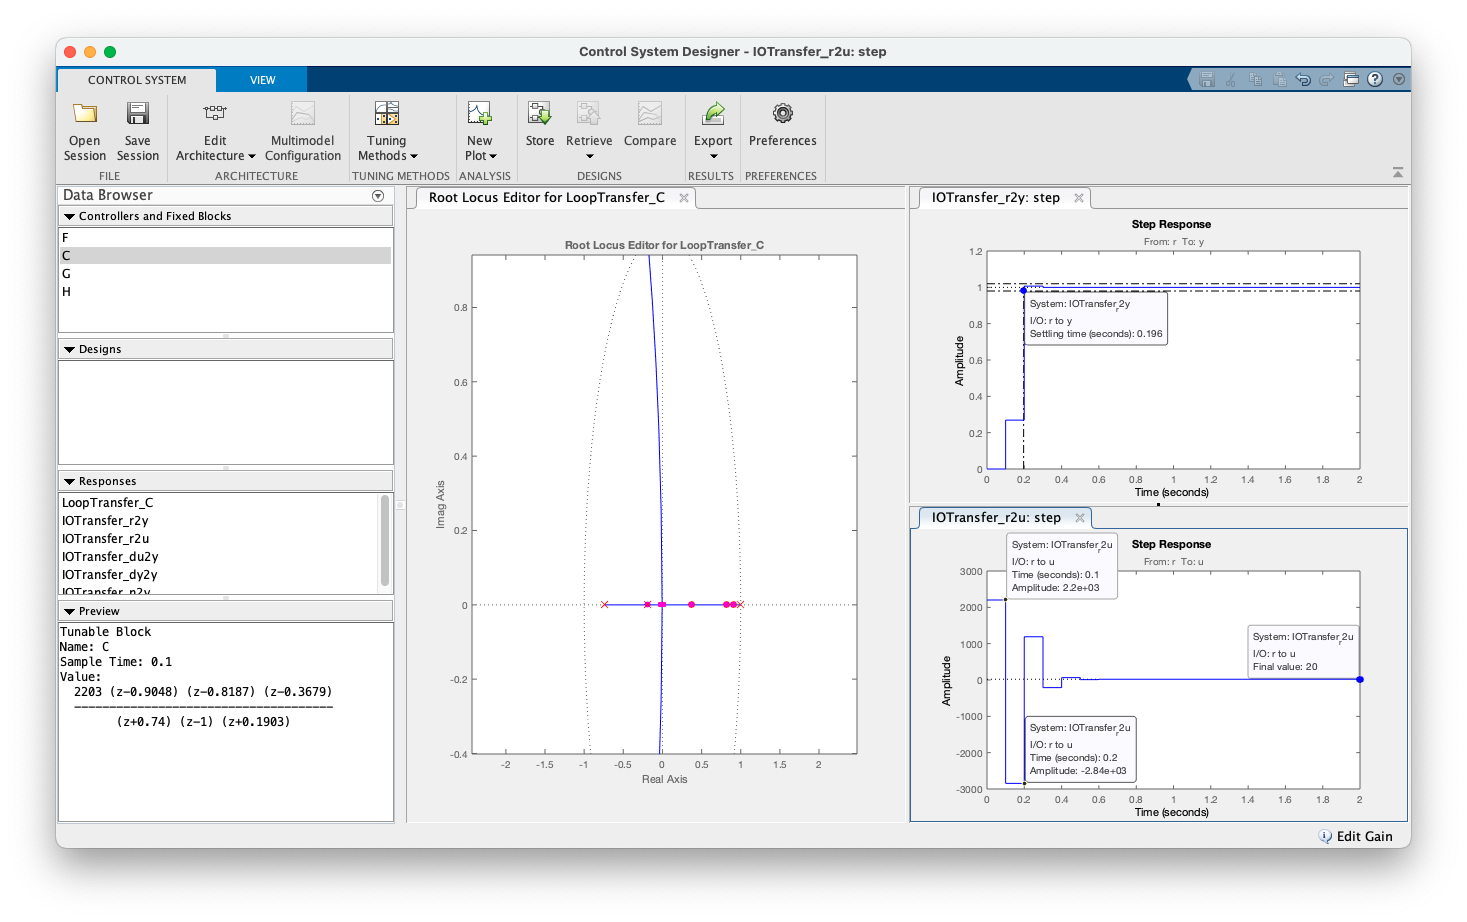 Control System Designer - IOTransfer_r2u: step
CONTROL SYSTEM
VIEW
Open
Session
Save
Session
FILE
Edit
Architecture
Multimodel
Configuration
ARCHITECTURE
Tuning
Methods
TUNING METHODS
New
Plot
ANALYSIS
Store
Retrieve
Compare
DESIGNS
Export
RESULTS
Preferences
PREFERENCES
Data Browser
Controllers and Fixed Blocks
F
C
G
H
Designs
Responses
LoopTransfer_C
IOTransfer_r2y
IOTransfer_r2u
IOTransfer_du2y
IOTransfer_dy2y
IOTransfer_n2y
Preview
Tunable Block
Name: C
Sample Time: 0.1
Value:
2203 (z-0.9048) (z-0.8187) (z-0.3679)
-------------------------------------
(z+0.74) (z-1) (z+0.1903)
Root Locus Editor for LoopTransfer_C
Root Locus Editor for LoopTransfer_C
0.8
0.6
0.4
0.2
0
-0.2
-0.4
Imag Axis
-2 -1.5 -1 -0.5 0 0.5 1 1.5 2
Real Axis
IOTransfer_r2y: step
Step Response
From: r To: y
1.2
1
0.8
0.6
0.4
0.2
0
Amplitude
System: IOTransfer_r2y
I/O: r to y
Settling time (seconds): 0.196
0 0.2 0.4 0.6 0.8 1 1.2 1.4 1.6 1.8 2
Time (seconds)
IOTransfer_r2u: step
Step Response
From: r To: u
System: IOTransfer_r2u
I/O: r to u
Time (seconds): 0.1
Amplitude: 2.2e+03
3000
2000
1000
0
-1000
-2000
-3000
Amplitude
System: IOTransfer_r2u
I/O: r to u
Final value: 20
System: IOTransfer_r2u
I/O: r to u
Time (seconds): 0.2
Amplitude: -2.84e+03
0 0.2 0.4 0.6 0.8 1 1.2 1.4 1.6 1.8 2
Time (seconds)
Edit Gain